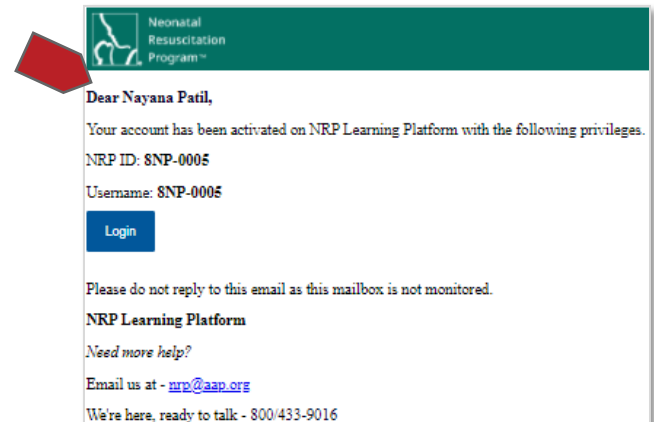 Neonatal
Resuscitation
Program™
Dear Nayana Patil,
Your account has been activated on NRP Learning Platform with the following privileges.
NRP ID: 8NP-0005
Username: 8NP-0005
Login
Please do not reply to this email as this mailbox is not monitored.
NRP Learning Platform
Need more help?
Email us at - nrp@aap.org
We're here, ready to talk - 800/433-9016